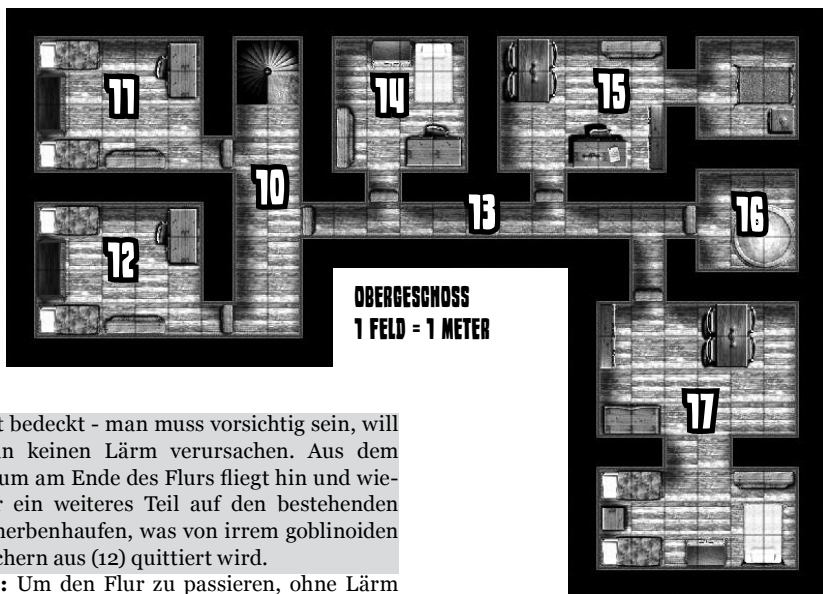 11
14
15
10
13
16
12
OBERGESCHOSS
1 FELD = 1 METER
17
t bedeckt - man muss vorsichtig sein, will
n keinen Lärm verursachen. Aus dem
um am Ende des Flurs fliegt hin und wie-
r ein weiteres Teil auf den bestehenden
herbenhaufen, was von irrem goblinoiden
chern aus (12) quittiert wird.
: Um den Flur zu passieren, ohne Lärm